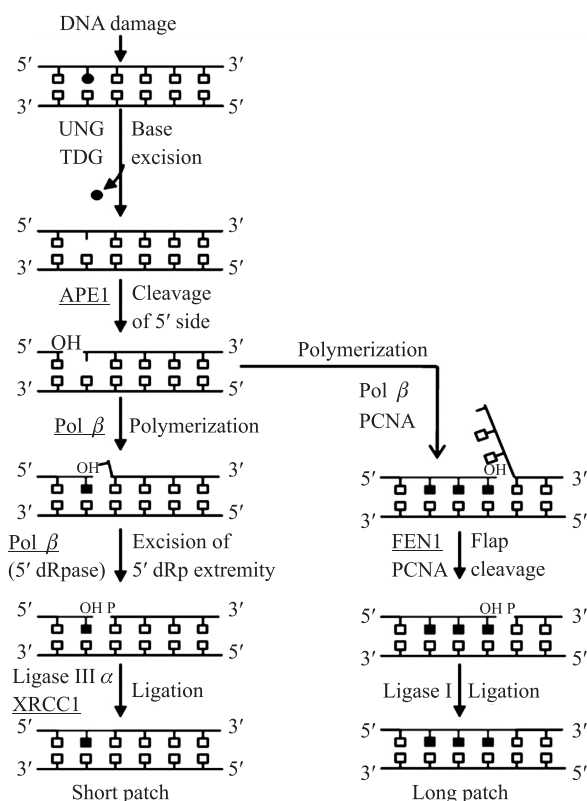 DNA damage
5′ 3′
3′ 5′
UNG Base
TDG excision
5′ 3′
3′ 5′
APE1 Cleavage
of 5′ side
OH
5′ 3′
3′ 5′
Polymerization
Pol β
PCNA
Pol β Polymerization
OH
5′ 3′
3′ 5′
OH
5′ 3′
3′ 5′
Pol β Excision of
(5′ dRpase) 5′ dRp extremity
FEN1 Flap
PCNA cleavage
OH P
5′ 3′
3′ 5′
OH P
5′ 3′
3′ 5′
Ligase III α Ligation
XRCC1
Ligase I Ligation
5′ 3′
3′ 5′
5′ 3′
3′ 5′
Short patch
Long patch